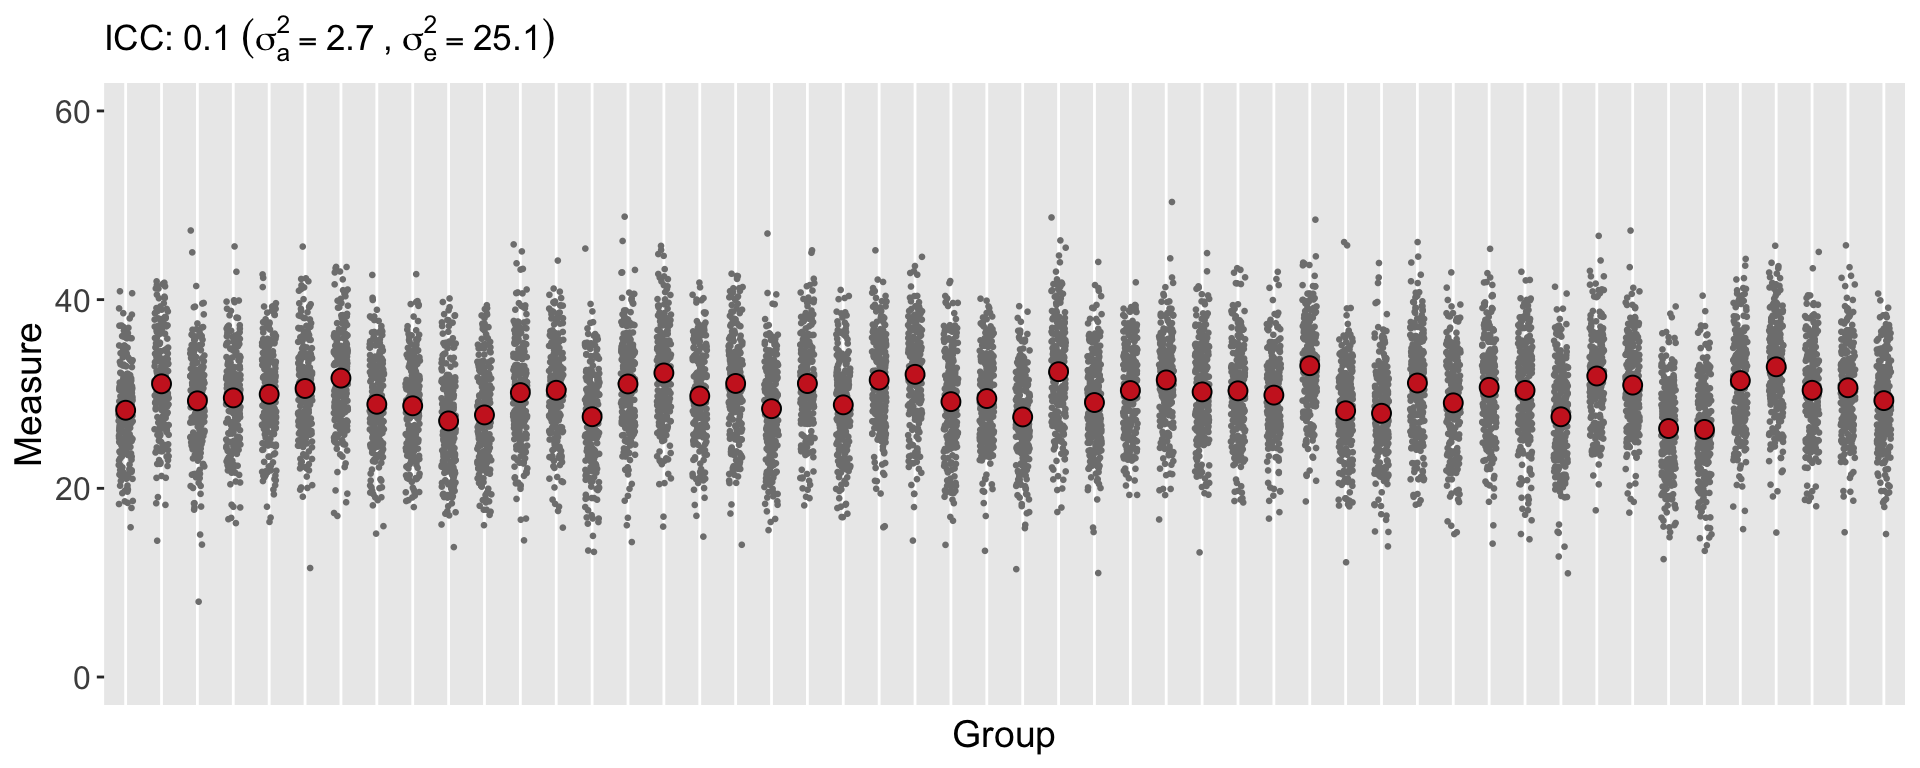 ICC: 0.1 (σ²ₐ = 2.7 , σ²ₑ = 25.1)
60
40
20
0
Measure
Group